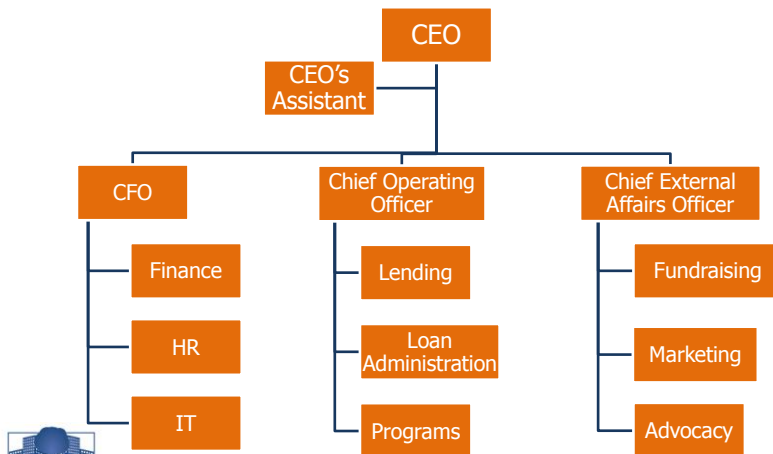 CEO
CEO’s
Assistant
CFO
Chief Operating
Officer
Chief External
Affairs Officer
Finance
Lending
Fundraising
HR
Loan
Administration
Marketing
IT
Programs
Advocacy